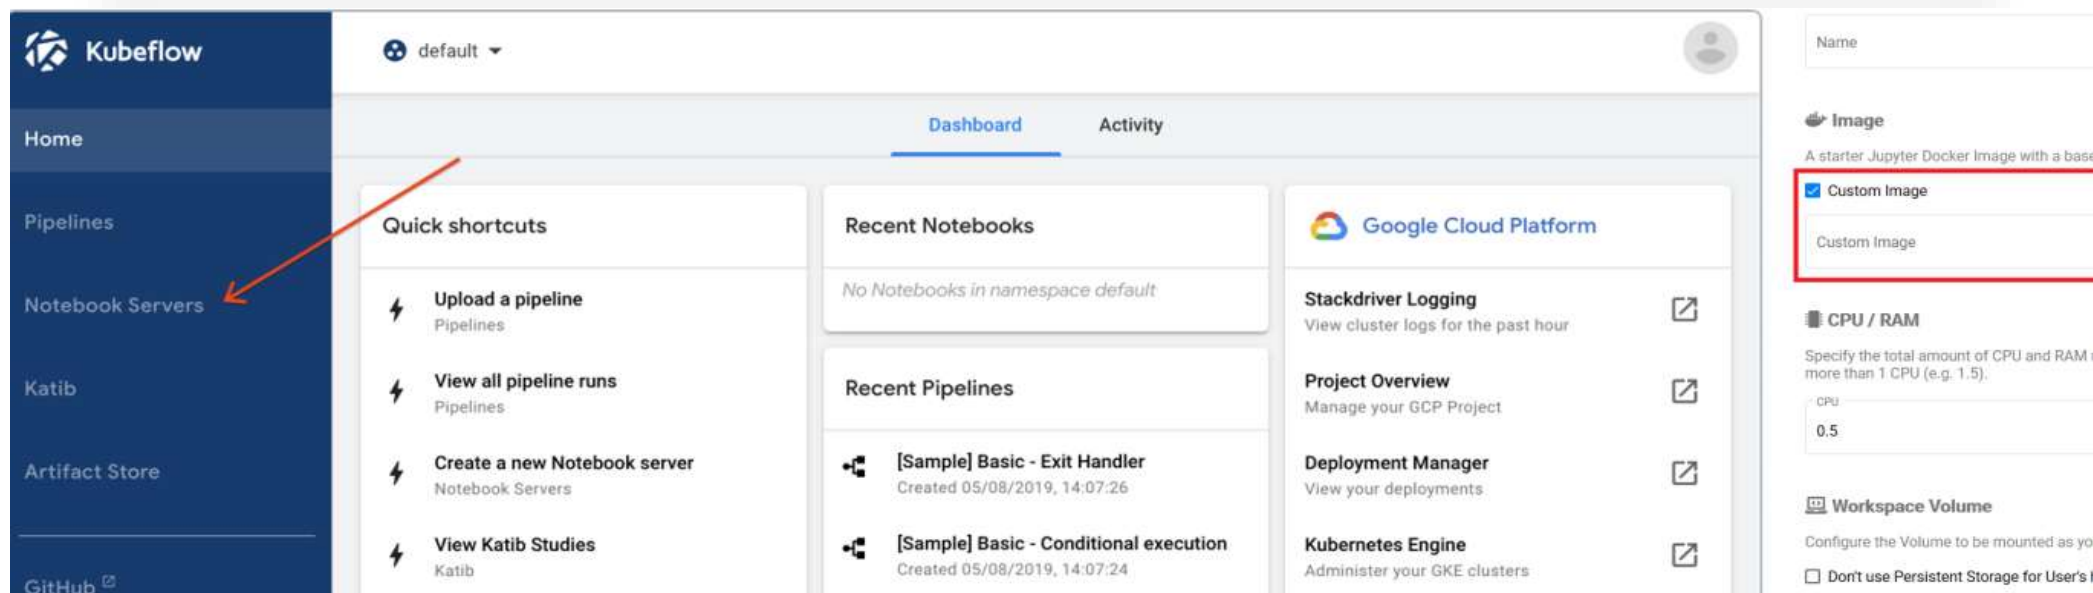 Kubeflow
Home
Pipelines
Notebook Servers
Katib
Artifact Store
GitHub
default
Dashboard
Activity
Quick shortcuts
Upload a pipeline
Pipelines
View all pipeline runs
Pipelines
Create a new Notebook server
Notebook Servers
View Katib Studies
Katib
Recent Notebooks
No Notebooks in namespace default
Recent Pipelines
[Sample] Basic - Exit Handler
Created 05/08/2019, 14:07:26
[Sample] Basic - Conditional execution
Created 05/08/2019, 14:07:24
Google Cloud Platform
Stackdriver Logging
View cluster logs for the past hour
Project Overview
Manage your GCP Project
Deployment Manager
View your deployments
Kubernetes Engine
Administer your GKE clusters
Name
Image
A starter Jupyter Docker Image with a base
Custom Image
Custom Image
CPU / RAM
Specify the total amount of CPU and RAM
more than 1 CPU (e.g. 1.5).
CPU
0.5
Workspace Volume
Configure the Volume to be mounted as yo
Don't use Persistent Storage for User's